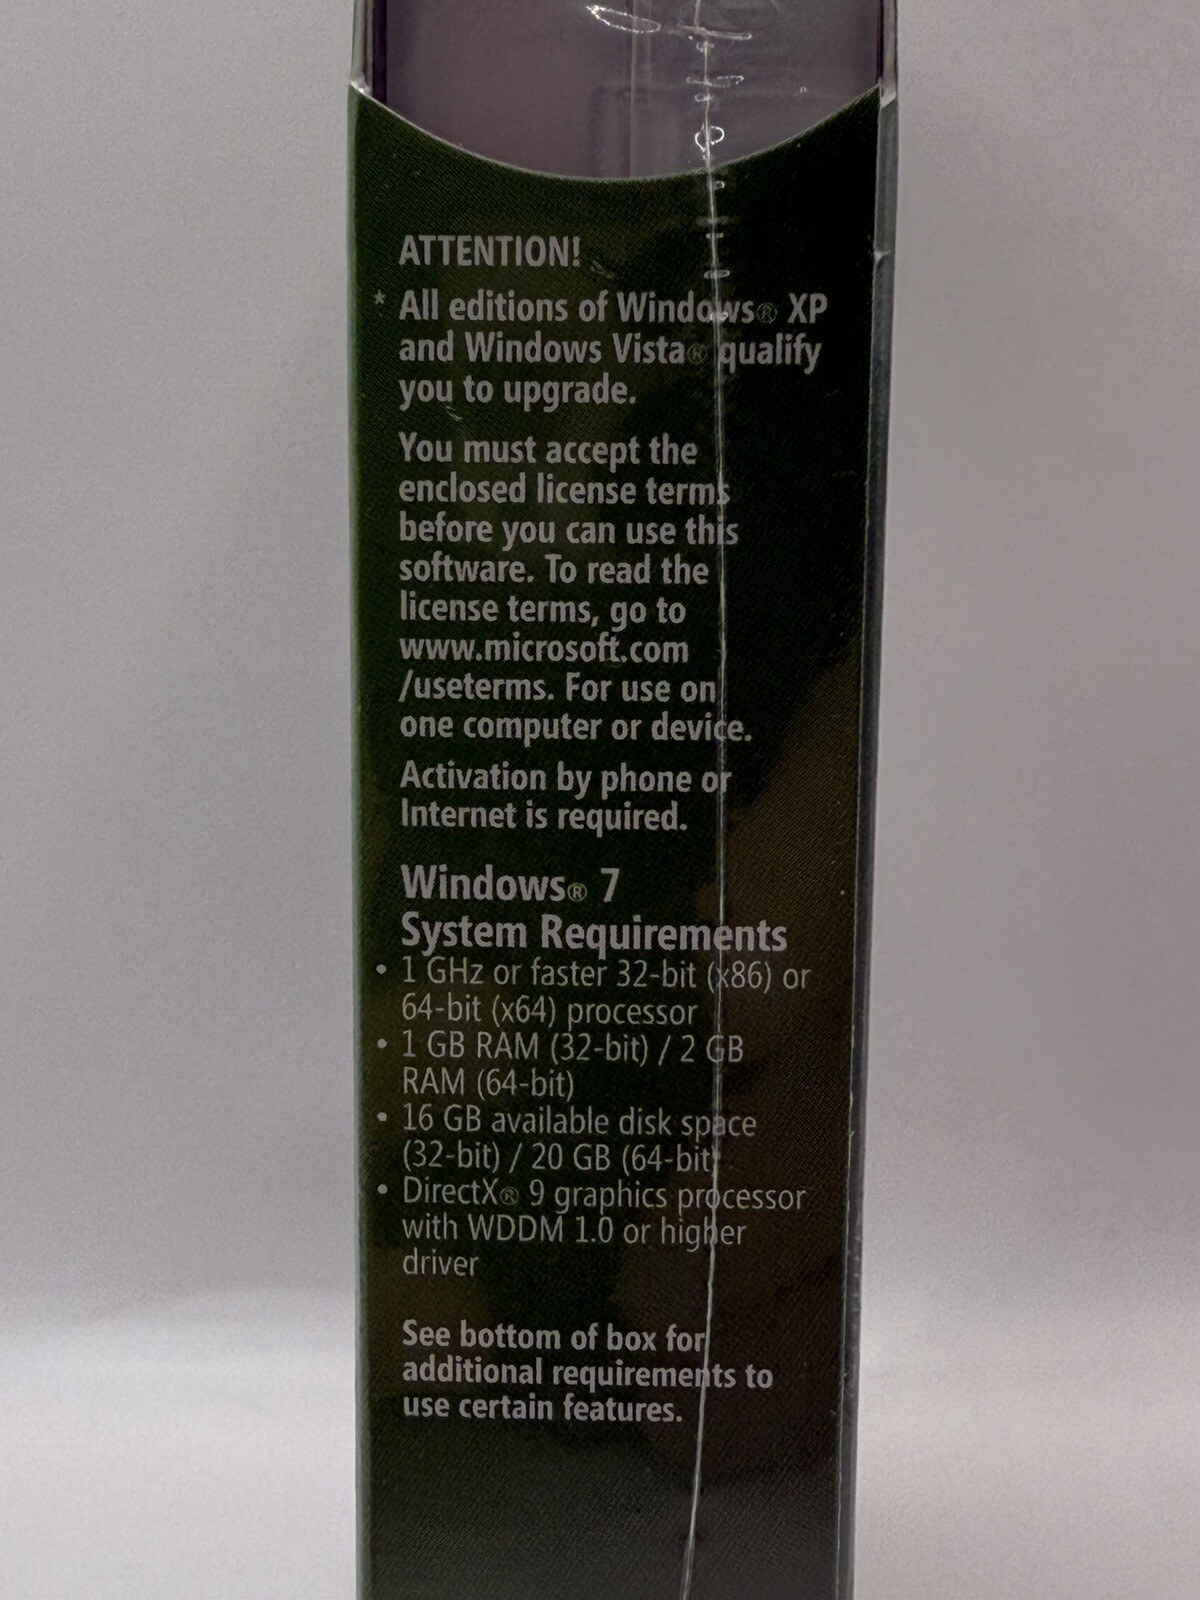 ATTENTION!
* All editions of Windows® XP
and Windows Vista® qualify
you to upgrade.
You must accept the
enclosed license terms
before you can use this
software. To read the
license terms, go to
www.microsoft.com
/useterms. For use on
one computer or device.
Activation by phone or
Internet is required.
Windows® 7
System Requirements
• 1 GHz or faster 32-bit (x86) or
64-bit (x64) processor
• 1 GB RAM (32-bit) / 2 GB
RAM (64-bit)
• 16 GB available disk space
(32-bit) / 20 GB (64-bit)
• DirectX® 9 graphics processor
with WDDM 1.0 or higher
driver
See bottom of box for
additional requirements to
use certain features.